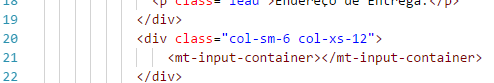 18 <p class="lead">Endereço de Entrega:</p>
19 </div>
20 <div class="col-sm-6 col-xs-12">
21 <mt-input-container></mt-input-container>
22 </div>